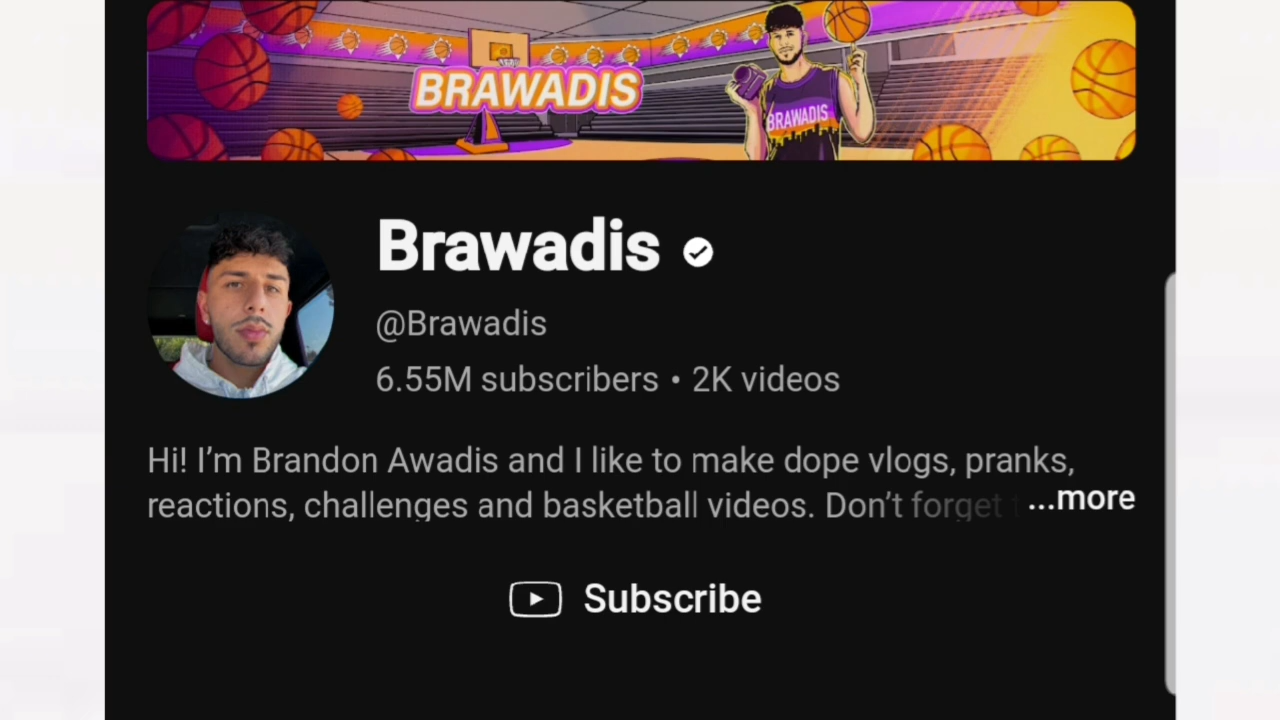 BRAWADIS
BRAWADIS
Brawadis
@Brawadis
6.55M subscribers • 2K videos
Hi! I’m Brandon Awadis and I like to make dope vlogs, pranks,
reactions, challenges and basketball videos. Don’t forget ...more
Subscribe